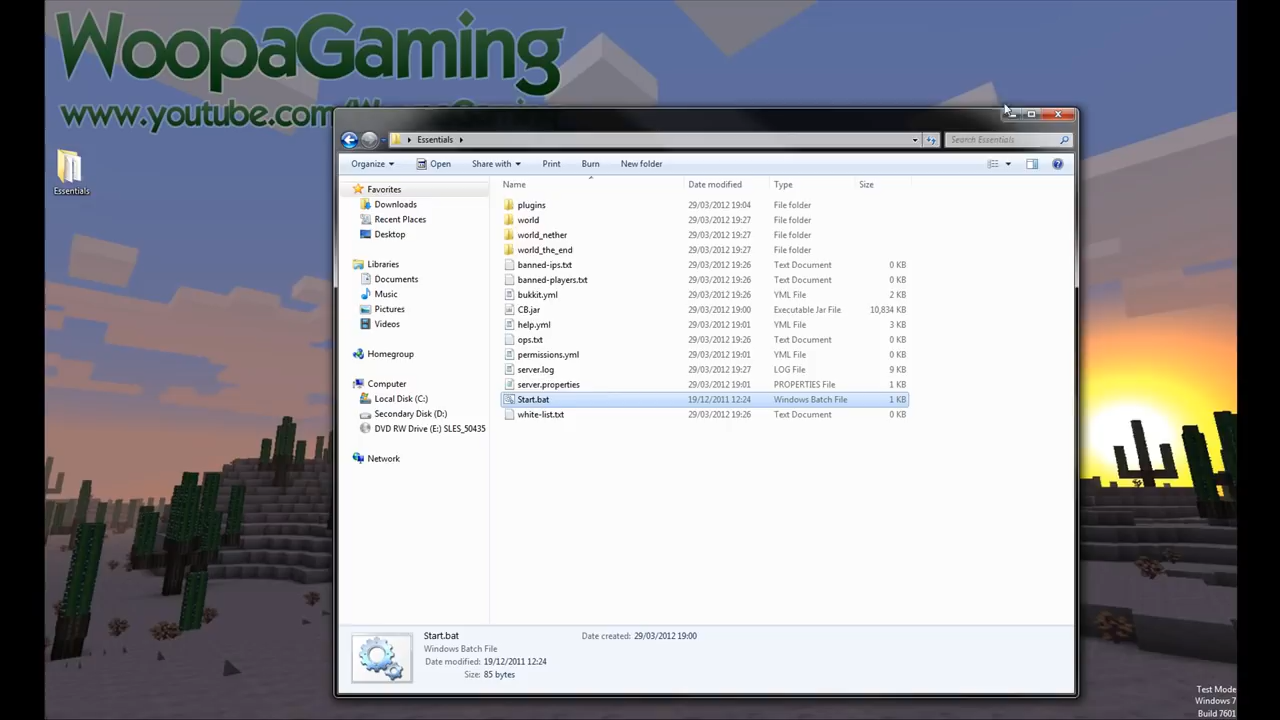 WoopaGaming
www.youtube.com/
Essentials
Essentials
Search Essentials
Organize Open Share with Print Burn New folder
Name Date modified Type Size
Favorites
Downloads
Recent Places
Desktop
Libraries
Documents
Music
Pictures
Videos
Homegroup
Computer
Local Disk (C:)
Secondary Disk (D:)
DVD RW Drive (E:) SLES_50435
Network
plugins 29/03/2012 19:04 File folder
world 29/03/2012 19:27 File folder
world_nether 29/03/2012 19:27 File folder
world_the_end 29/03/2012 19:27 File folder
banned-ips.txt 29/03/2012 19:26 Text Document 0 KB
banned-players.txt 29/03/2012 19:26 Text Document 0 KB
bukkit.yml 29/03/2012 19:26 YML File 2 KB
CB.jar 29/03/2012 19:00 Executable Jar File 10,834 KB
help.yml 29/03/2012 19:01 YML File 3 KB
ops.txt 29/03/2012 19:26 Text Document 0 KB
permissions.yml 29/03/2012 19:01 YML File 0 KB
server.log 29/03/2012 19:27 LOG File 9 KB
server.properties 29/03/2012 19:01 PROPERTIES File 1 KB
Start.bat 19/12/2011 12:24 Windows Batch File 1 KB
white-list.txt 29/03/2012 19:26 Text Document 0 KB
Start.bat Date created: 29/03/2012 19:00
Windows Batch File
Date modified: 19/12/2011 12:24
Size: 85 bytes
Test Mode
Windows 7
Build 7601